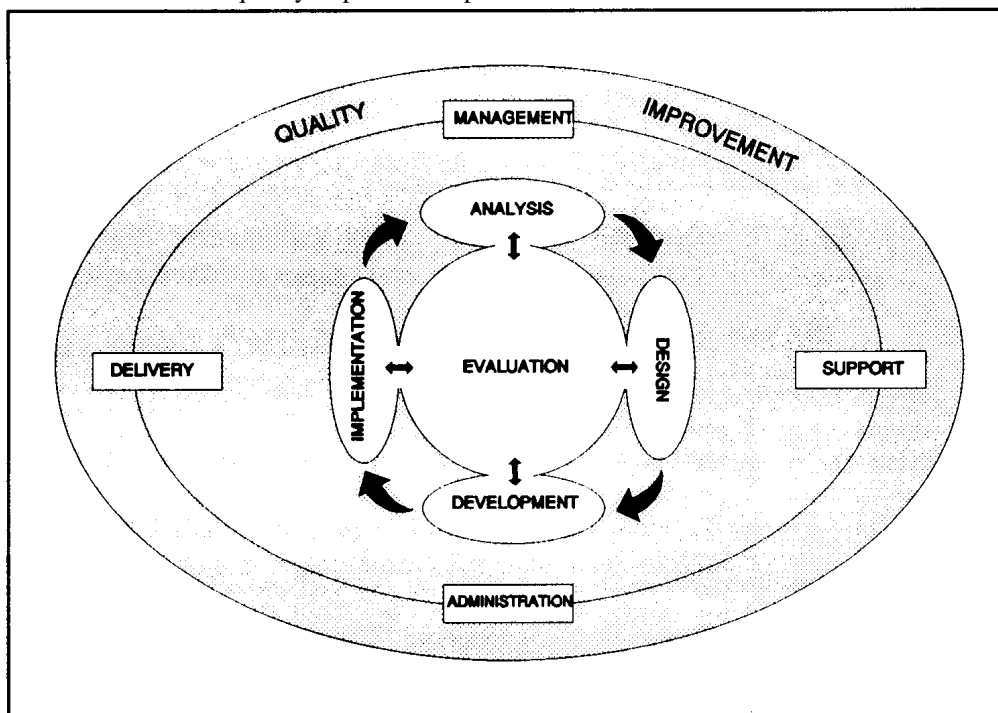 QUALITY
IMPROVEMENT
MANAGEMENT
ANALYSIS
IMPLEMENTATION
EVALUATION
DESIGN
DELIVERY
SUPPORT
DEVELOPMENT
ADMINISTRATION